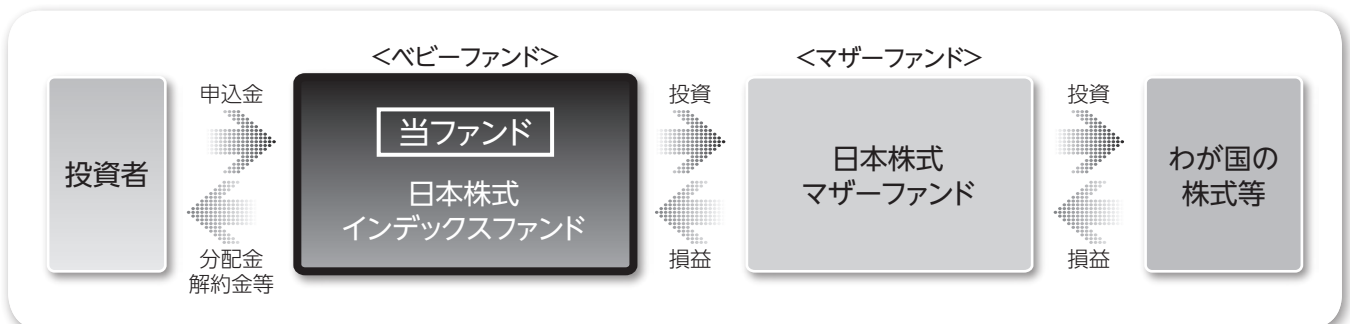 <ベビーファンド>
<マザーファンド>
投資者
申込金
分配金
解約金等
当ファンド
日本株式
インデックスファンド
投資
損益
日本株式
マザーファンド
投資
損益
わが国の
株式等